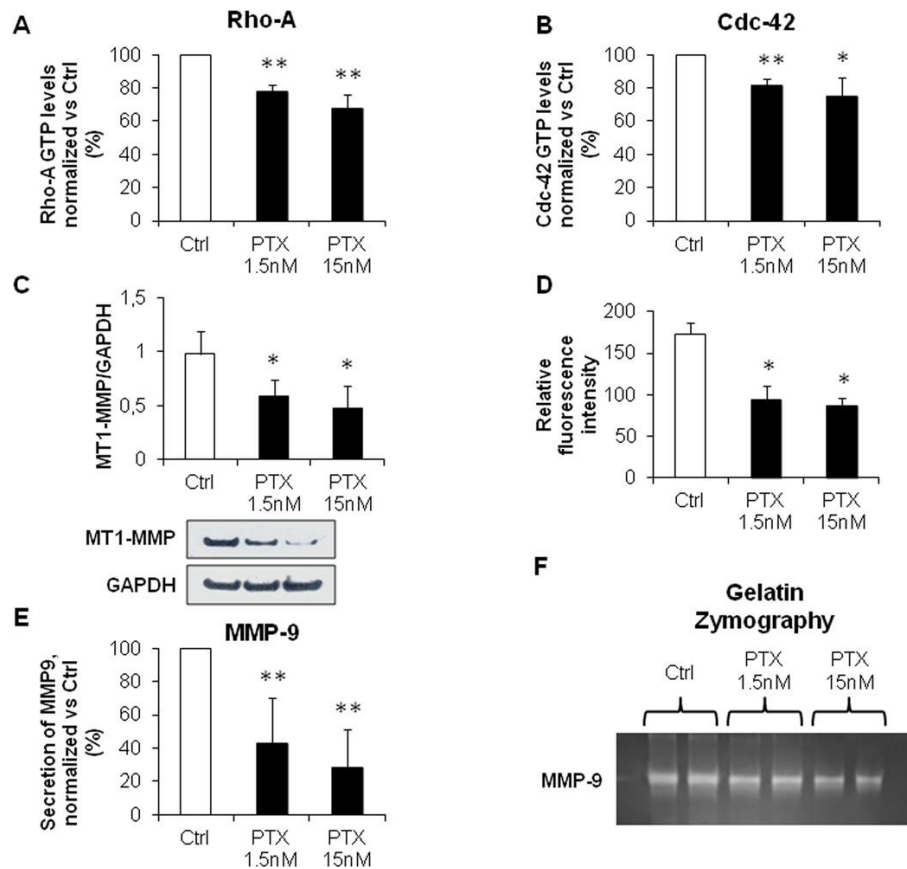 A
Rho-A
Rho-A GTP levels
normalized vs Ctrl
(%)
100
80
60
40
20
0
**
**
Ctrl
PTX
1.5nM
PTX
15nM
B
Cdc-42
Cdc-42 GTP levels
normalized vs Ctrl
(%)
100
80
60
40
20
0
**
*
Ctrl
PTX
1.5nM
PTX
15nM
C
MT1-MMP/GAPDH
1,5
1
0,5
0
*
*
Ctrl
PTX
1.5nM
PTX
15nM
MT1-MMP
GAPDH
D
Relative
fluorescence
intensity
200
150
100
50
0
*
*
Ctrl
PTX
1.5nM
PTX
15nM
E
MMP-9
Secretion of MMP9,
normalized vs Ctrl
(%)
100
80
60
40
20
0
**
**
Ctrl
PTX
1.5nM
PTX
15nM
F
Gelatin
Zymography
Ctrl
PTX
1.5nM
PTX
15nM
MMP-9